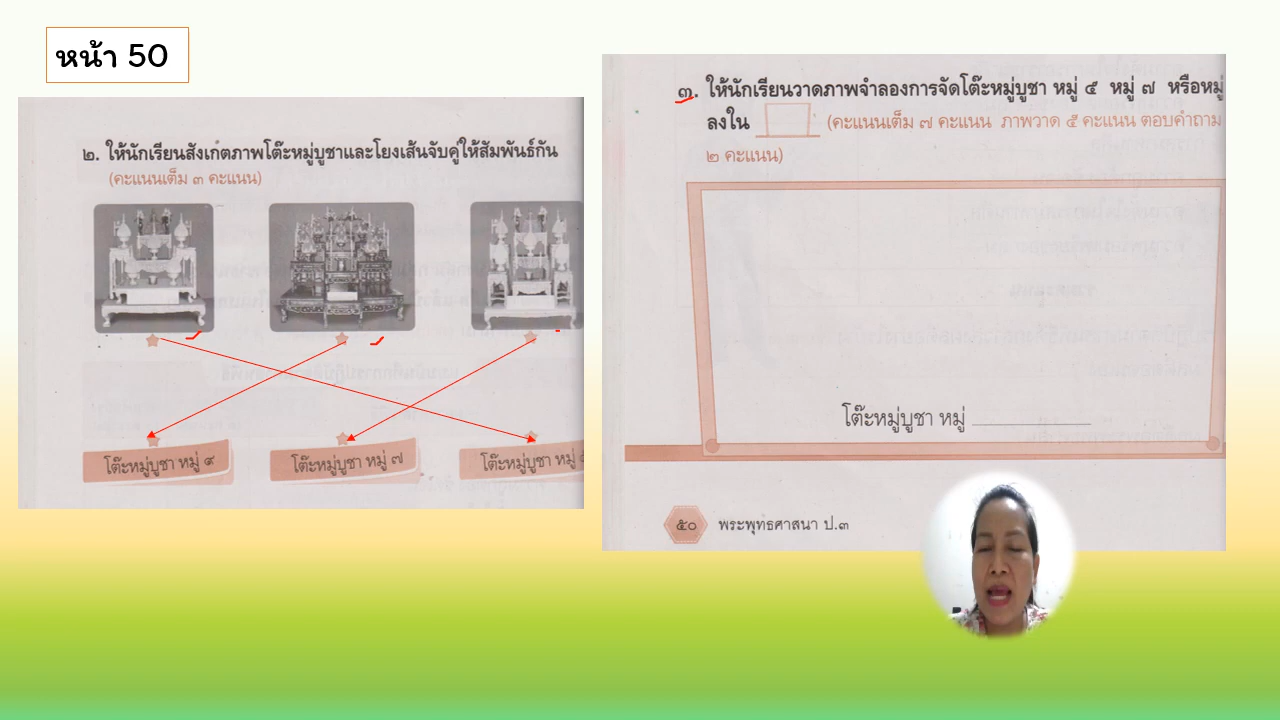 หน้า 50
๒. ให้นักเรียนสังเกตภาพโต๊ะหมู่บูชาและโยงเส้นจับคู่ให้สัมพันธ์กัน
(คะแนนเต็ม ๓ คะแนน)
โต๊ะหมู่บูชา หมู่ ๙
โต๊ะหมู่บูชา หมู่ ๗
โต๊ะหมู่บูชา หมู่
๓. ให้นักเรียนวาดภาพจำลองการจัดโต๊ะหมู่บูชา หมู่ ๕ หมู่ ๗ หรือหมู่
ลงใน (คะแนนเต็ม ๗ คะแนน ภาพวาด ๕ คะแนน ตอบคำถาม
๒ คะแนน)
โต๊ะหมู่บูชา หมู่
๕๐ พระพุทธศาสนา ป.๓